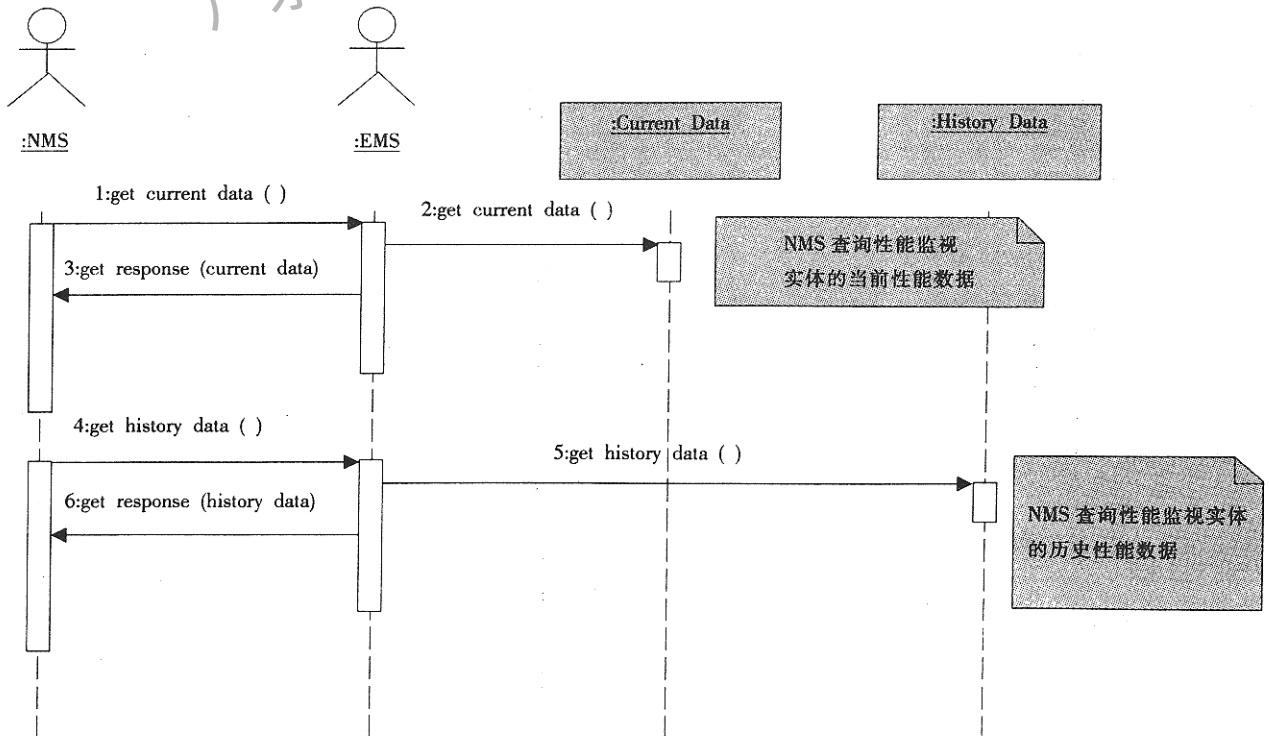 :NMS
:EMS
:Current Data
:History Data
1:get current data ( )
2:get current data ( )
3:get response (current data)
NMS 查询性能监视
实体的当前性能数据
4:get history data ( )
5:get history data ( )
6:get response (history data)
NMS 查询性能监视实体
的历史性能数据